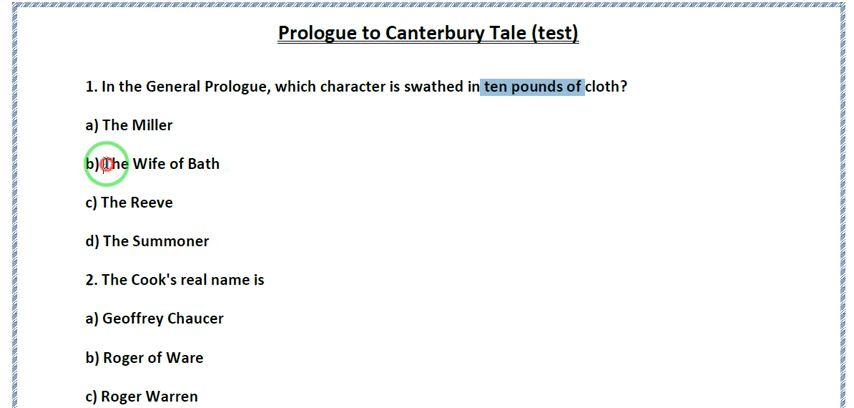 Prologue to Canterbury Tale (test)
1. In the General Prologue, which character is swathed in ten pounds of cloth?
a) The Miller
b) The Wife of Bath
c) The Reeve
d) The Summoner
2. The Cook's real name is
a) Geoffrey Chaucer
b) Roger of Ware
c) Roger Warren